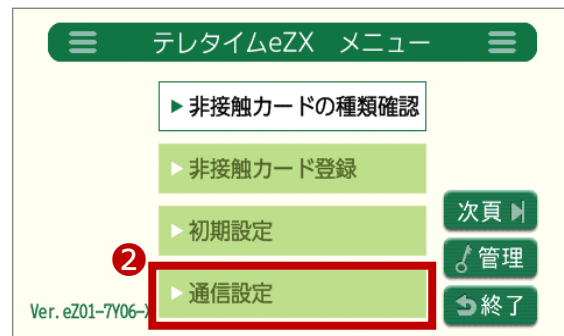 テレタイムeZX メニュー
非接触カードの種類確認
非接触カード登録
次頁
初期設定
管理
❷
通信設定
終了
Ver.eZ01-7Y06-